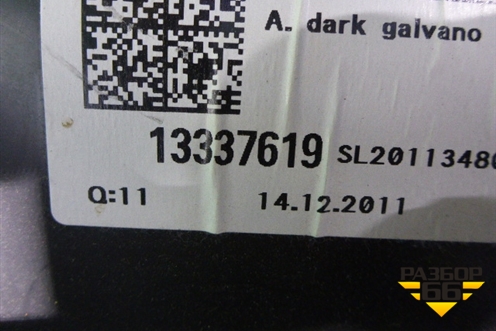 A. dark galvano
13337619 SL20113480
Q:11 14.12.2011
РАЗБОР
66